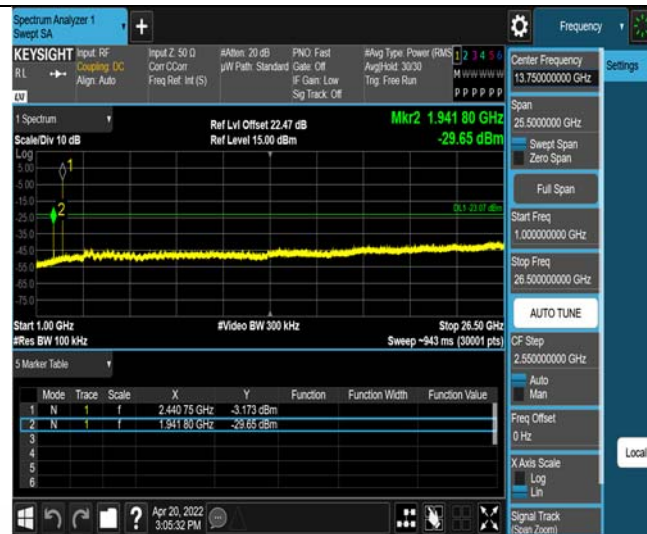 Spectrum Analyzer 1
Swept SA
Frequency
KEYSIGHT
RL
LXI
Input: RF
Coupling: DC
Align: Auto
Input Z: 50 Ω
Corr CCorr
Freq Ref: Int (S)
#Atten: 20 dB
µW Path: Standard
PNO: Fast
Gate: Off
IF Gain: Low
Sig Track: Off
#Avg Type: Power (RMS
Avg|Hold: 30/30
Trig: Free Run
1 2 3 4 5 6
M W W W W W
P P P P P P
Center Frequency
13.750000000 GHz
Settings
Span
25.5000000 GHz
Swept Span
Zero Span
Full Span
Start Freq
1.000000000 GHz
Stop Freq
26.500000000 GHz
AUTO TUNE
CF Step
2.550000000 GHz
Auto
Man
Freq Offset
0 Hz
X Axis Scale
Log
Lin
Local
Signal Track
(Span Zoom)
1 Spectrum
Scale/Div 10 dB
Ref Lvl Offset 22.47 dB
Ref Level 15.00 dBm
Mkr2 1.941 80 GHz
-29.65 dBm
Log
5.00
-5.00
-15.0
-25.0
-35.0
-45.0
-55.0
-65.0
-75.0
1
2
DL1 -23.07 dBm
Start 1.00 GHz
#Res BW 100 kHz
#Video BW 300 kHz
Stop 26.50 GHz
Sweep ~943 ms (30001 pts)
5 Marker Table
Mode Trace Scale X Y Function Function Width Function Value
1 N 1 f 2.440 75 GHz -3.173 dBm
2 N 1 f 1.941 80 GHz -29.65 dBm
3
4
5
6
?
Apr 20, 2022
3:05:32 PM